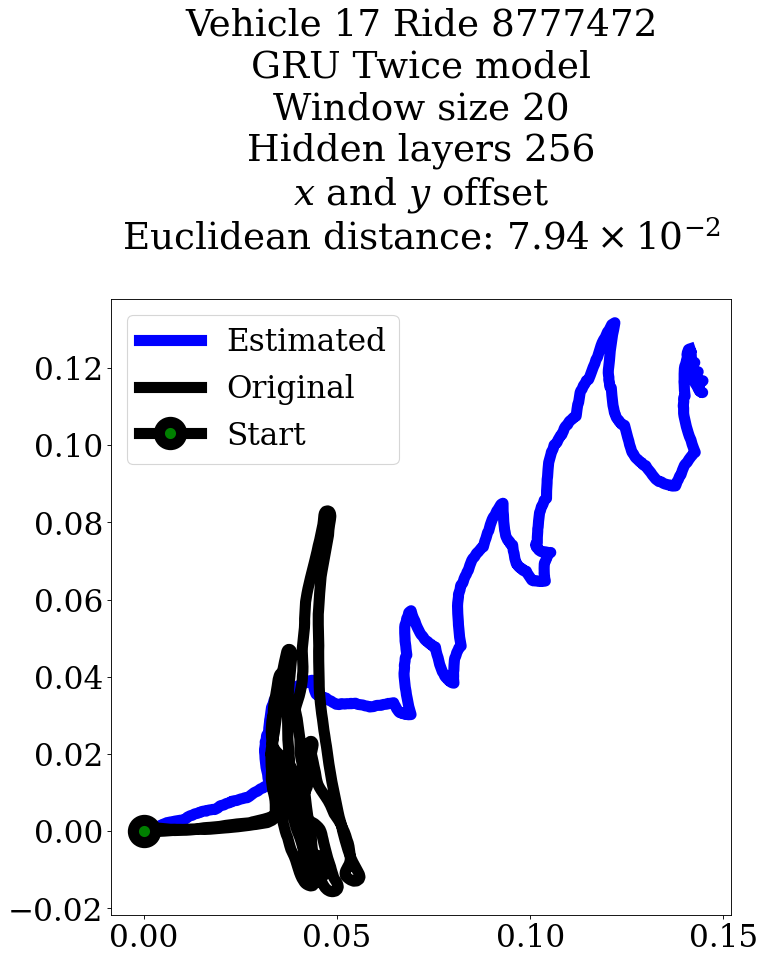 Vehicle 17 Ride 8777472
GRU Twice model
Window size 20
Hidden layers 256
x and y offset
Euclidean distance: 7.94 × 10⁻²
Estimated
Original
Start
0.12
0.10
0.08
0.06
0.04
0.02
0.00
−0.02
0.00 0.05 0.10 0.15